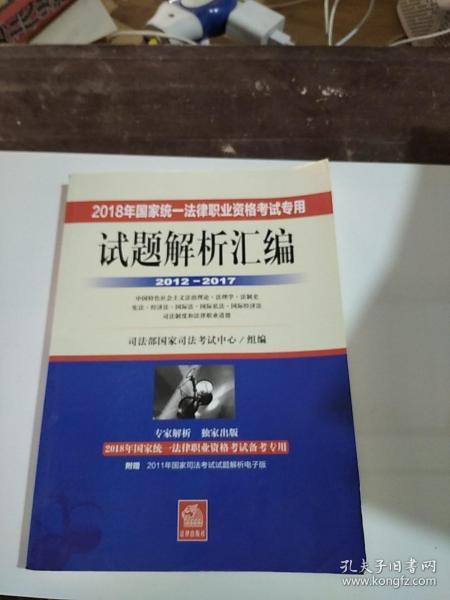 2018年国家统一法律职业资格考试专用
试题解析汇编
2012-2017
中国特色社会主义法治理论·法理学·法制史
宪法·经济法·国际法·国际私法·国际经济法
司法制度和法律职业道德
司法部国家司法考试中心/组编
专家解析 独家出版
2018年国家统一法律职业资格考试备考专用
附赠 2011年国家司法考试试题解析电子版
法律出版社
孔夫子旧书网
www.kongfz.com